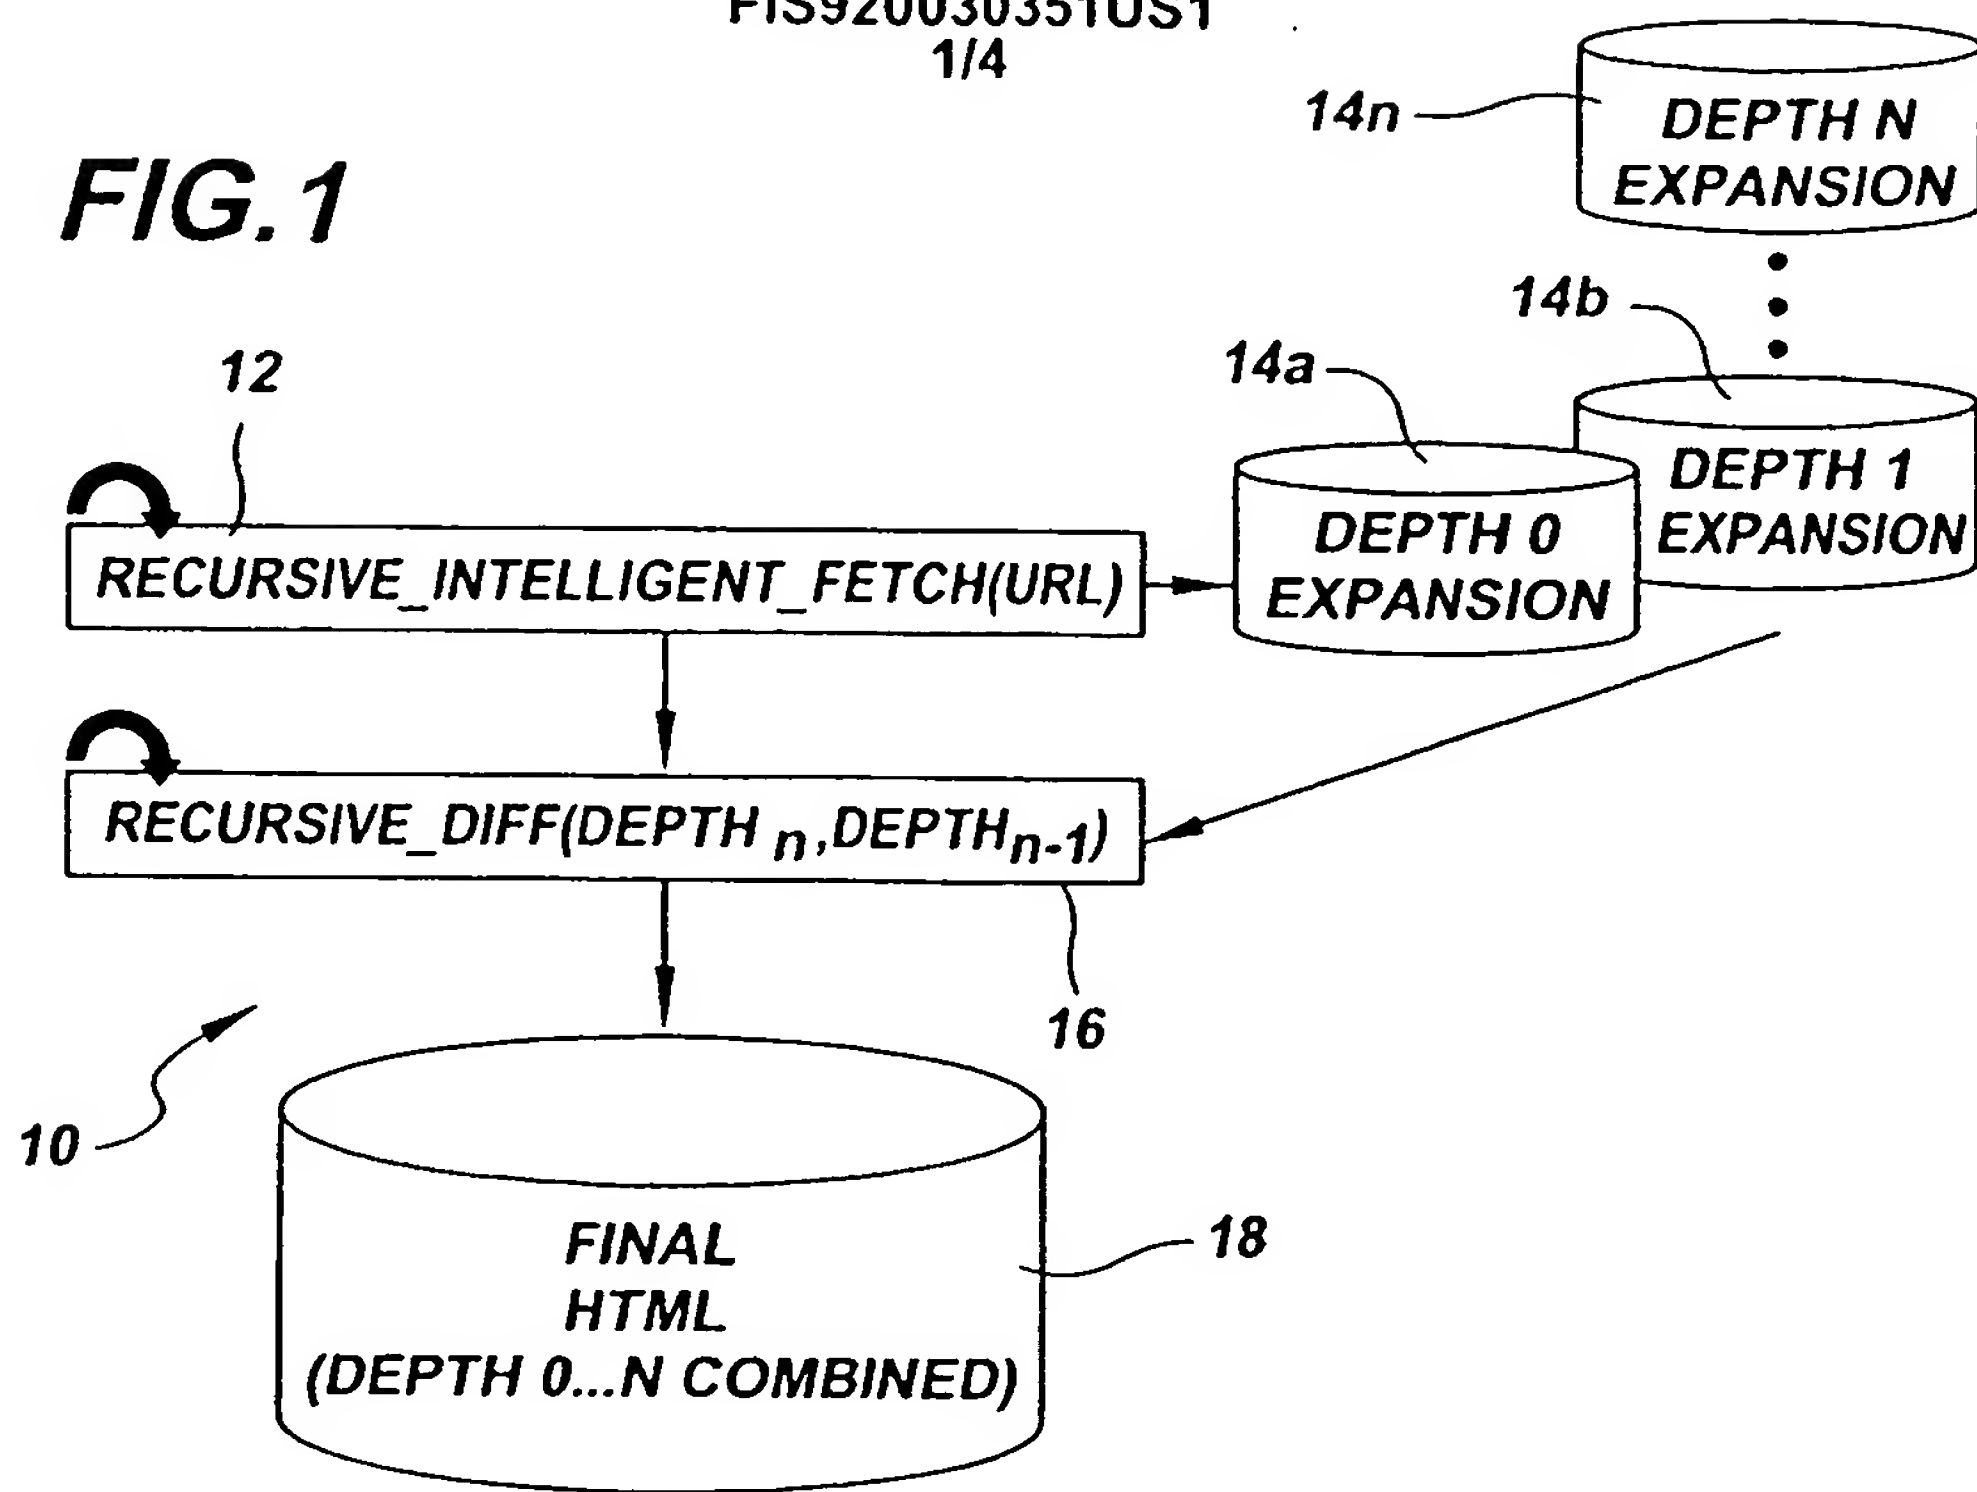 FIS920030351US1
1/4
FIG. 1
14n
DEPTH N
EXPANSION
14b
14a
12
DEPTH 1
EXPANSION
DEPTH 0
EXPANSION
RECURSIVE_INTELLIGENT_FETCH(URL)
RECURSIVE_DIFF(DEPTH n,DEPTHn-1)
16
10
18
FINAL
HTML
(DEPTH 0...N COMBINED)